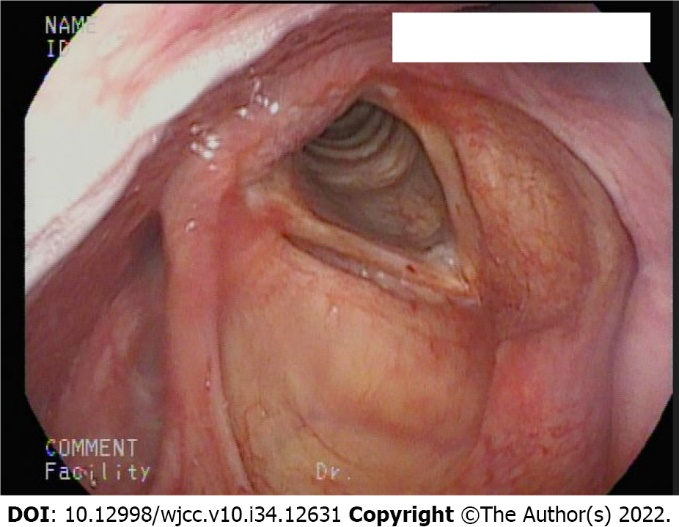 NAME
ID
COMMENT
Facility
Dr.
DOI: 10.12998/wjcc.v10.i34.12631 Copyright ©The Author(s) 2022.